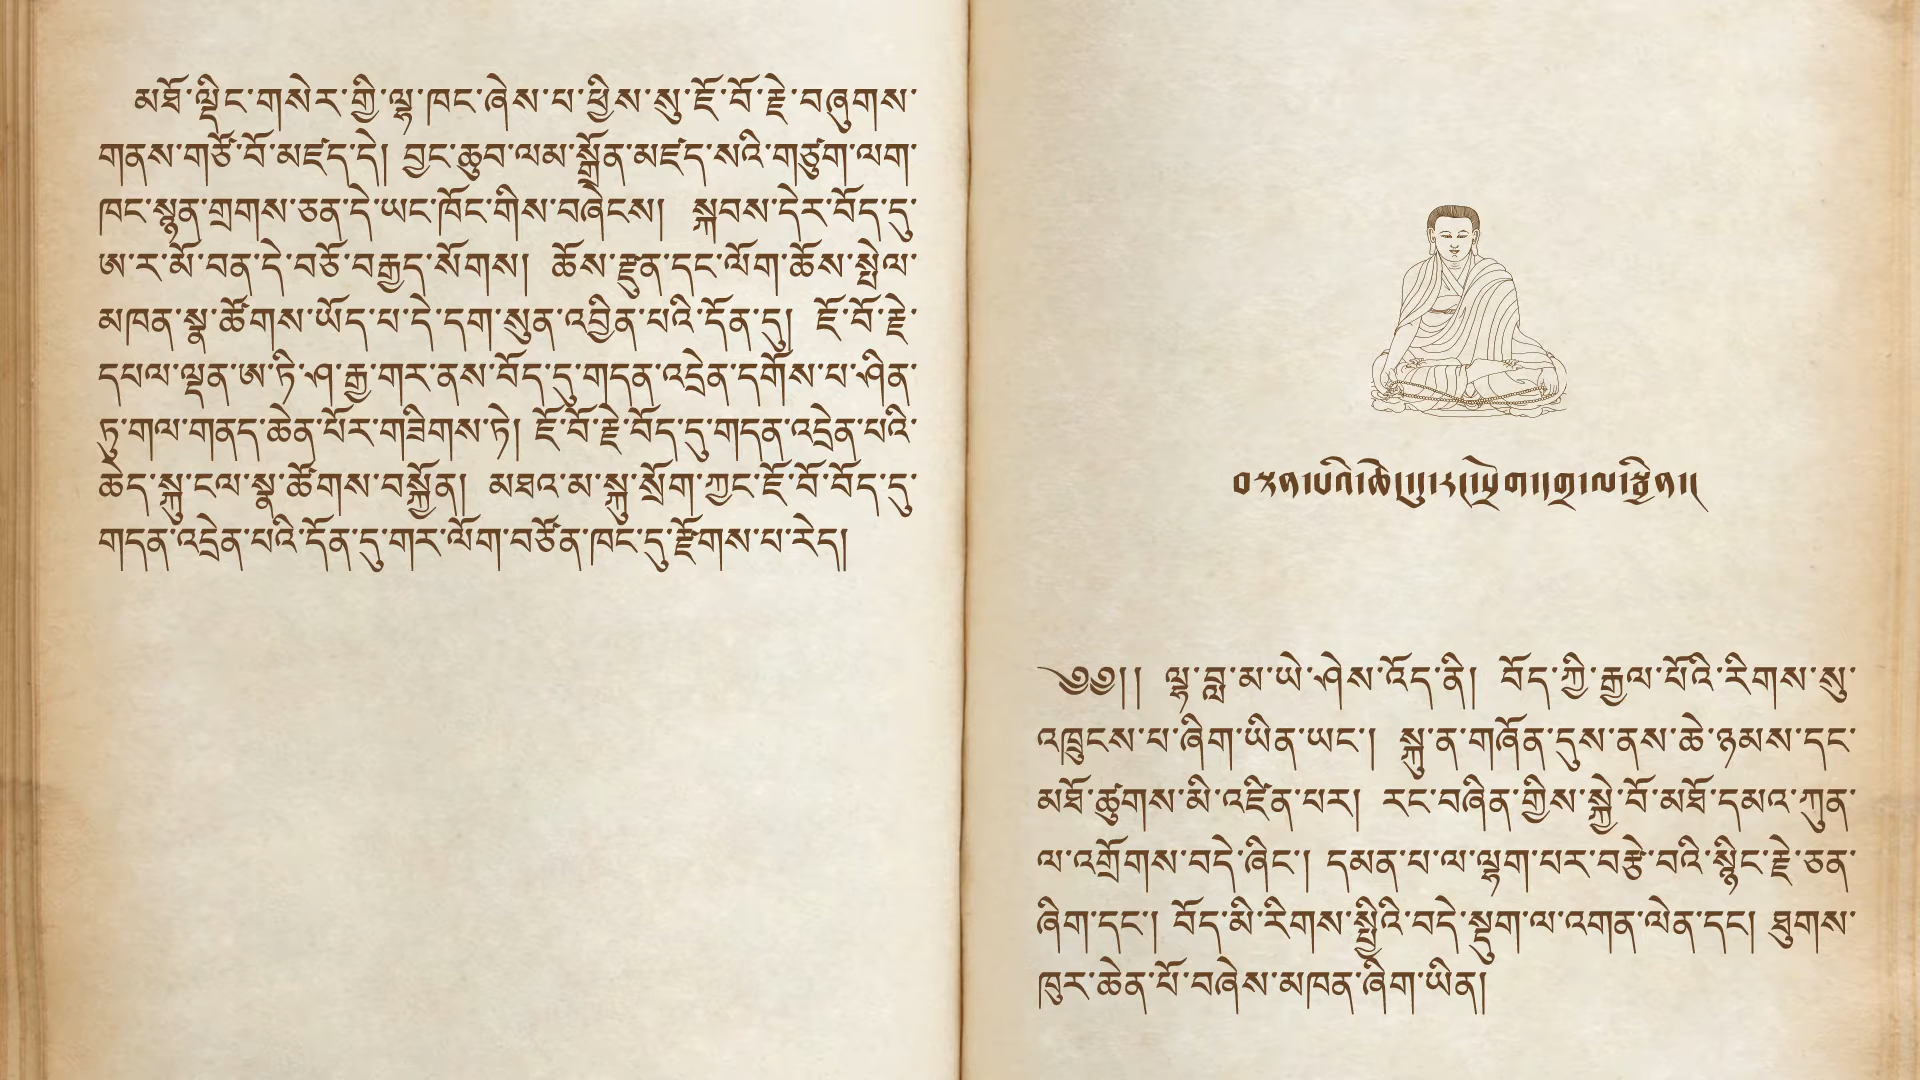 མཐོ་ལྡིང་གསེར་གྱི་ལྷ་ཁང་ཞེས་པ་ཕྱིས་སུ་ཇོ་བོ་རྗེ་བཞུགས་
གནས་གཙོ་བོ་མཛད་དེ། བྱང་ཆུབ་ལམ་སྒྲོན་མཛད་སའི་གཙུག་ལག་
ཁང་སྙན་གྲགས་ཅན་དེ་ཡང་ཁོང་གིས་བཞེངས། སྐབས་དེར་བོད་དུ་
ཨ་ར་མོ་བན་དེ་བཅོ་བརྒྱད་སོགས། ཆོས་རྫུན་དང་ལོག་ཆོས་སྤེལ་
མཁན་སྣ་ཚོགས་ཡོད་པ་དེ་དག་སུན་འབྱིན་པའི་དོན་དུ། ཇོ་བོ་རྗེ་
དཔལ་ལྡན་ཨ་ཏི་ཤ་རྒྱ་གར་ནས་བོད་དུ་གདན་འདྲེན་དགོས་པ་ཤིན་
ཏུ་གལ་གནད་ཆེན་པོར་གཟིགས་ཏེ། ཇོ་བོ་རྗེ་བོད་དུ་གདན་འདྲེན་པའི་
ཆེད་སྐུ་ངལ་སྣ་ཚོགས་བསྐྱོན། མཐའ་མ་སྐུ་སྲོག་ཀྱང་ཇོ་བོ་བོད་དུ་
གདན་འདྲེན་པའི་དོན་དུ་གར་ལོག་བཙོན་ཁང་དུ་རྫོགས་པ་རེད།
༄༅།། ལྷ་བླ་མ་ཡེ་ཤེས་འོད་ནི། བོད་ཀྱི་རྒྱལ་པོའི་རིགས་སུ་
འཁྲུངས་པ་ཞིག་ཡིན་ཡང་། སྐུ་ན་གཞོན་དུས་ནས་ཆེ་ཉམས་དང་
མཐོ་ཚུགས་མི་འཛིན་པར། རང་བཞིན་གྱིས་སྐྱེ་བོ་མཐོ་དམའ་ཀུན་
ལ་འགྲོགས་བདེ་ཞིང་། དམན་པ་ལ་ལྷག་པར་བརྩེ་བའི་སྙིང་རྗེ་ཅན་
ཞིག་དང་། བོད་མི་རིགས་སྤྱིའི་བདེ་སྡུག་ལ་འགན་ལེན་དང། ཐུགས་
ཁུར་ཆེན་པོ་བཞེས་མཁན་ཞིག་ཡིན།